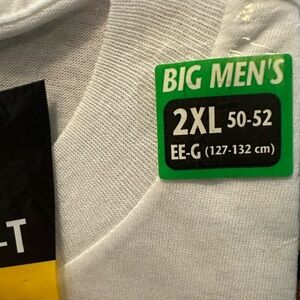 BIG MEN'S
2XL 50-52
EE-G (127-132 cm)
-T